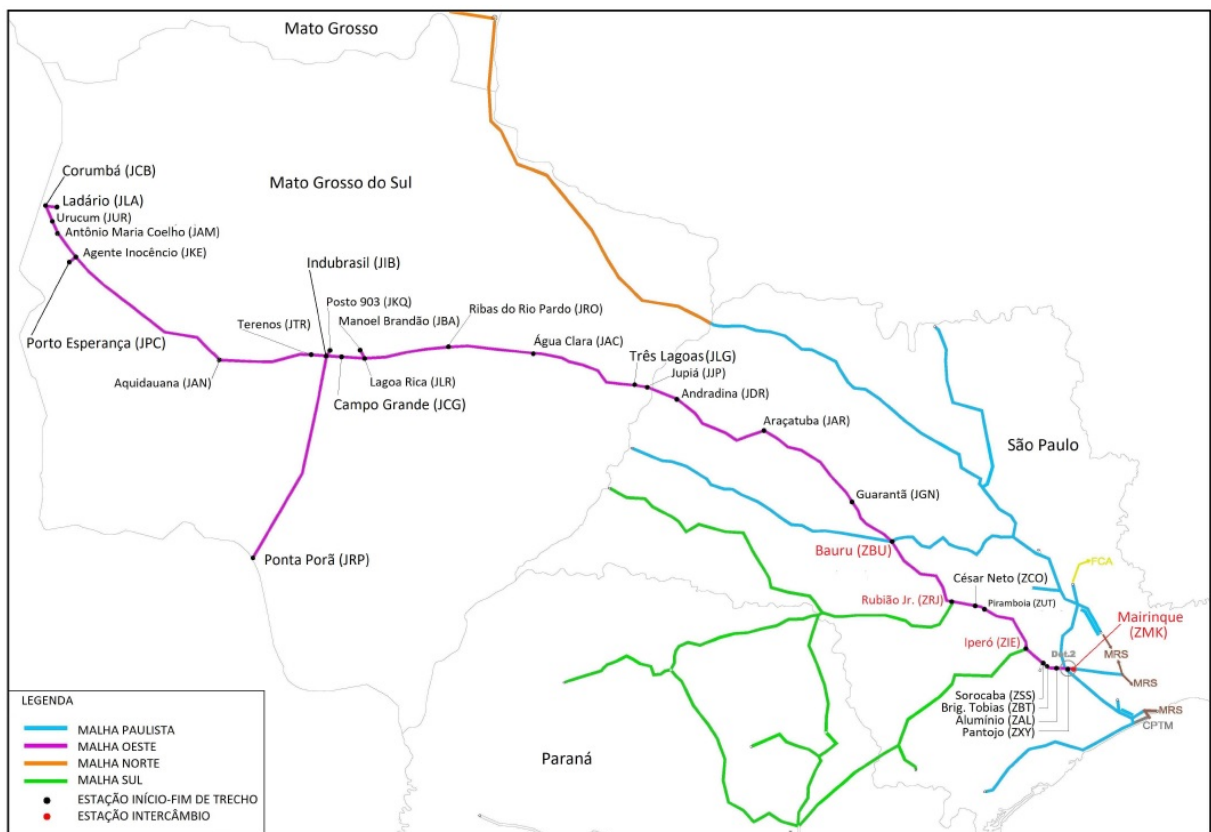 Mato Grosso
Corumbá (JCB)
Mato Grosso do Sul
Ladário (JLA)
Urucum (JUR)
Antônio Maria Coelho (JAM)
Agente Inocêncio (JKE)
Indubrasil (JIB)
Posto 903 (JKQ)
Ribas do Rio Pardo (JRO)
Terenos (JTR)
Manoel Brandão (JBA)
Porto Esperança (JPC)
Água Clara (JAC)
Três Lagoas(JLG)
Jupiá (JJP)
Aquidauana (JAN)
Lagoa Rica (JLR)
Andradina (JDR)
Campo Grande (JCG)
Araçatuba (JAR)
São Paulo
Guarantã (JGN)
Bauru (ZBU)
Ponta Porã (JRP)
FCA
César Neto (ZCO)
Rubião Jr. (ZRJ)
Piramboia (ZUT)
Mairinque
(ZMK)
Iperó (ZIE)
MRS
MRS
Sorocaba (ZSS)
Brig. Tobias (ZBT)
Alumínio (ZAL)
Pantojo (ZXY)
MRS
CPTM
Paraná
LEGENDA
MALHA PAULISTA
MALHA OESTE
MALHA NORTE
MALHA SUL
ESTAÇÃO INÍCIO-FIM DE TRECHO
ESTAÇÃO INTERCÂMBIO